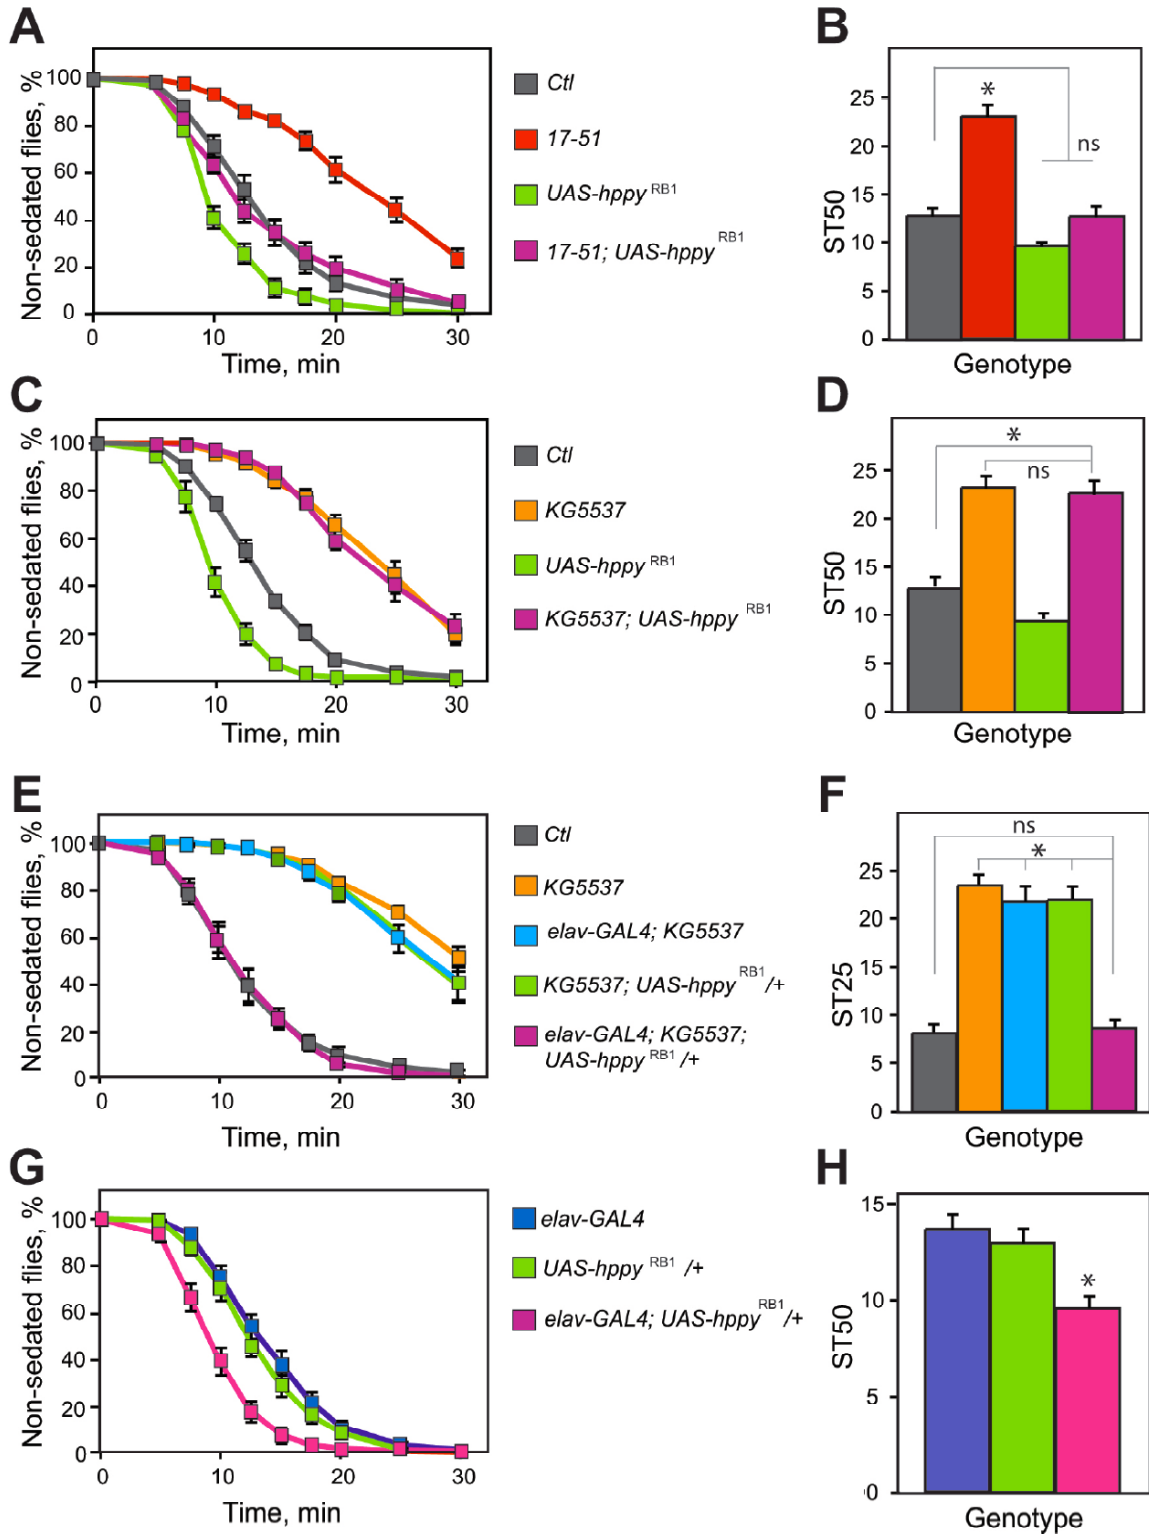 A
Non-sedated flies, %
100
80
60
40
20
0
0 10 20 30
Time, min
Ctl
17-51
UAS-hppy RB1
17-51; UAS-hppy RB1
B
ST50
25
20
15
10
5
0
*
ns
Genotype
C
Non-sedated flies, %
100
80
60
40
20
0
0 10 20 30
Time, min
Ctl
KG5537
UAS-hppy RB1
KG5537; UAS-hppy RB1
D
ST50
25
20
15
10
5
0
*
ns
Genotype
E
Non-sedated flies, %
100
80
60
40
20
0
0 10 20 30
Time, min
Ctl
KG5537
elav-GAL4; KG5537
KG5537; UAS-hppy RB1/+
elav-GAL4; KG5537;
UAS-hppy RB1 /+
F
ST25
25
20
15
10
5
0
ns
*
Genotype
G
Non-sedated flies, %
100
80
60
40
20
0
0 10 20 30
Time, min
elav-GAL4
UAS-hppy RB1 /+
elav-GAL4; UAS-hppy RB1/+
H
ST50
15
10
5
0
*
Genotype